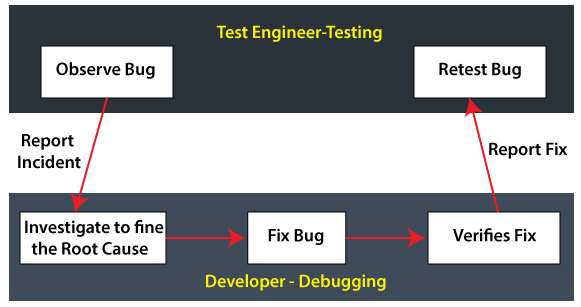 Test Engineer-Testing
Observe Bug
Retest Bug
Report
Incident
Report Fix
Investigate to fine
the Root Cause
Fix Bug
Verifies Fix
Developer - Debugging